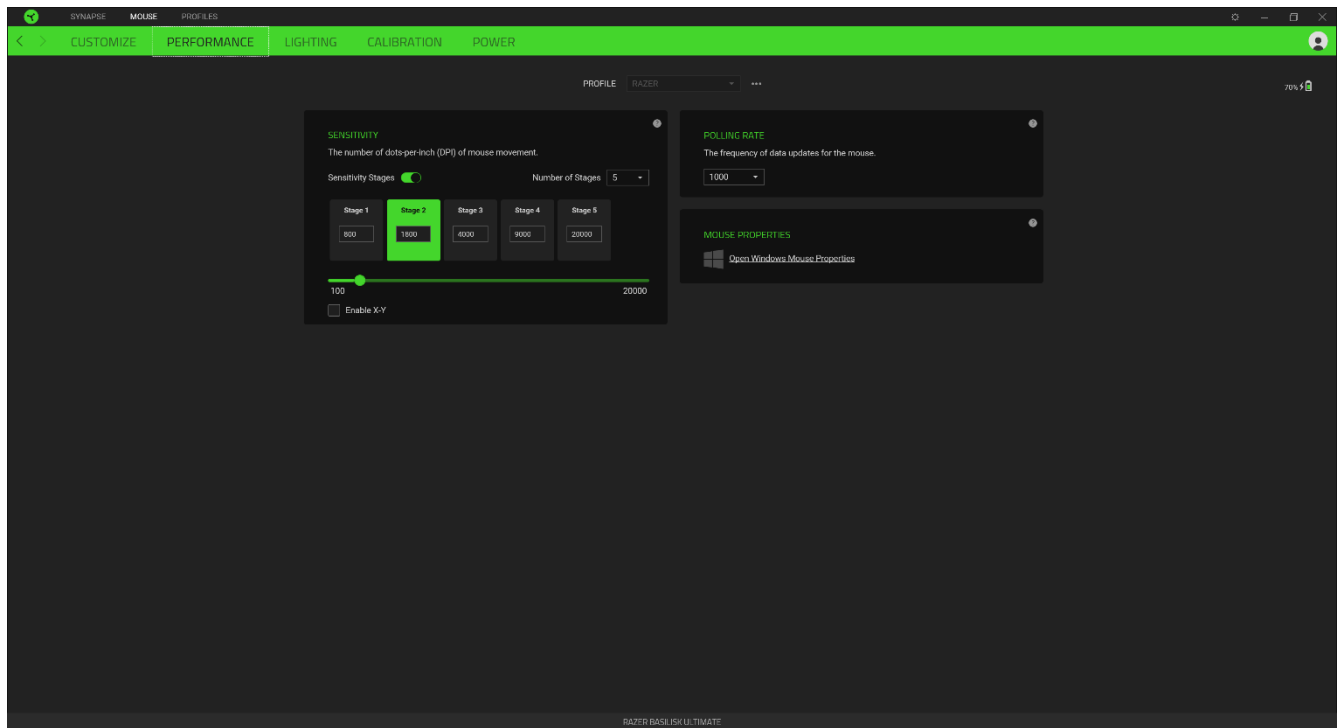 SYNAPSE MOUSE PROFILES
CUSTOMIZE PERFORMANCE LIGHTING CALIBRATION POWER
PROFILE RAZER
70%
SENSITIVITY
The number of dots-per-inch (DPI) of mouse movement.
Sensitivity Stages Number of Stages 5
Stage 1 Stage 2 Stage 3 Stage 4 Stage 5
800 1800 4000 9000 20000
100 20000
Enable X-Y
POLLING RATE
The frequency of data updates for the mouse.
1000
MOUSE PROPERTIES
Open Windows Mouse Properties
RAZER BASILISK ULTIMATE